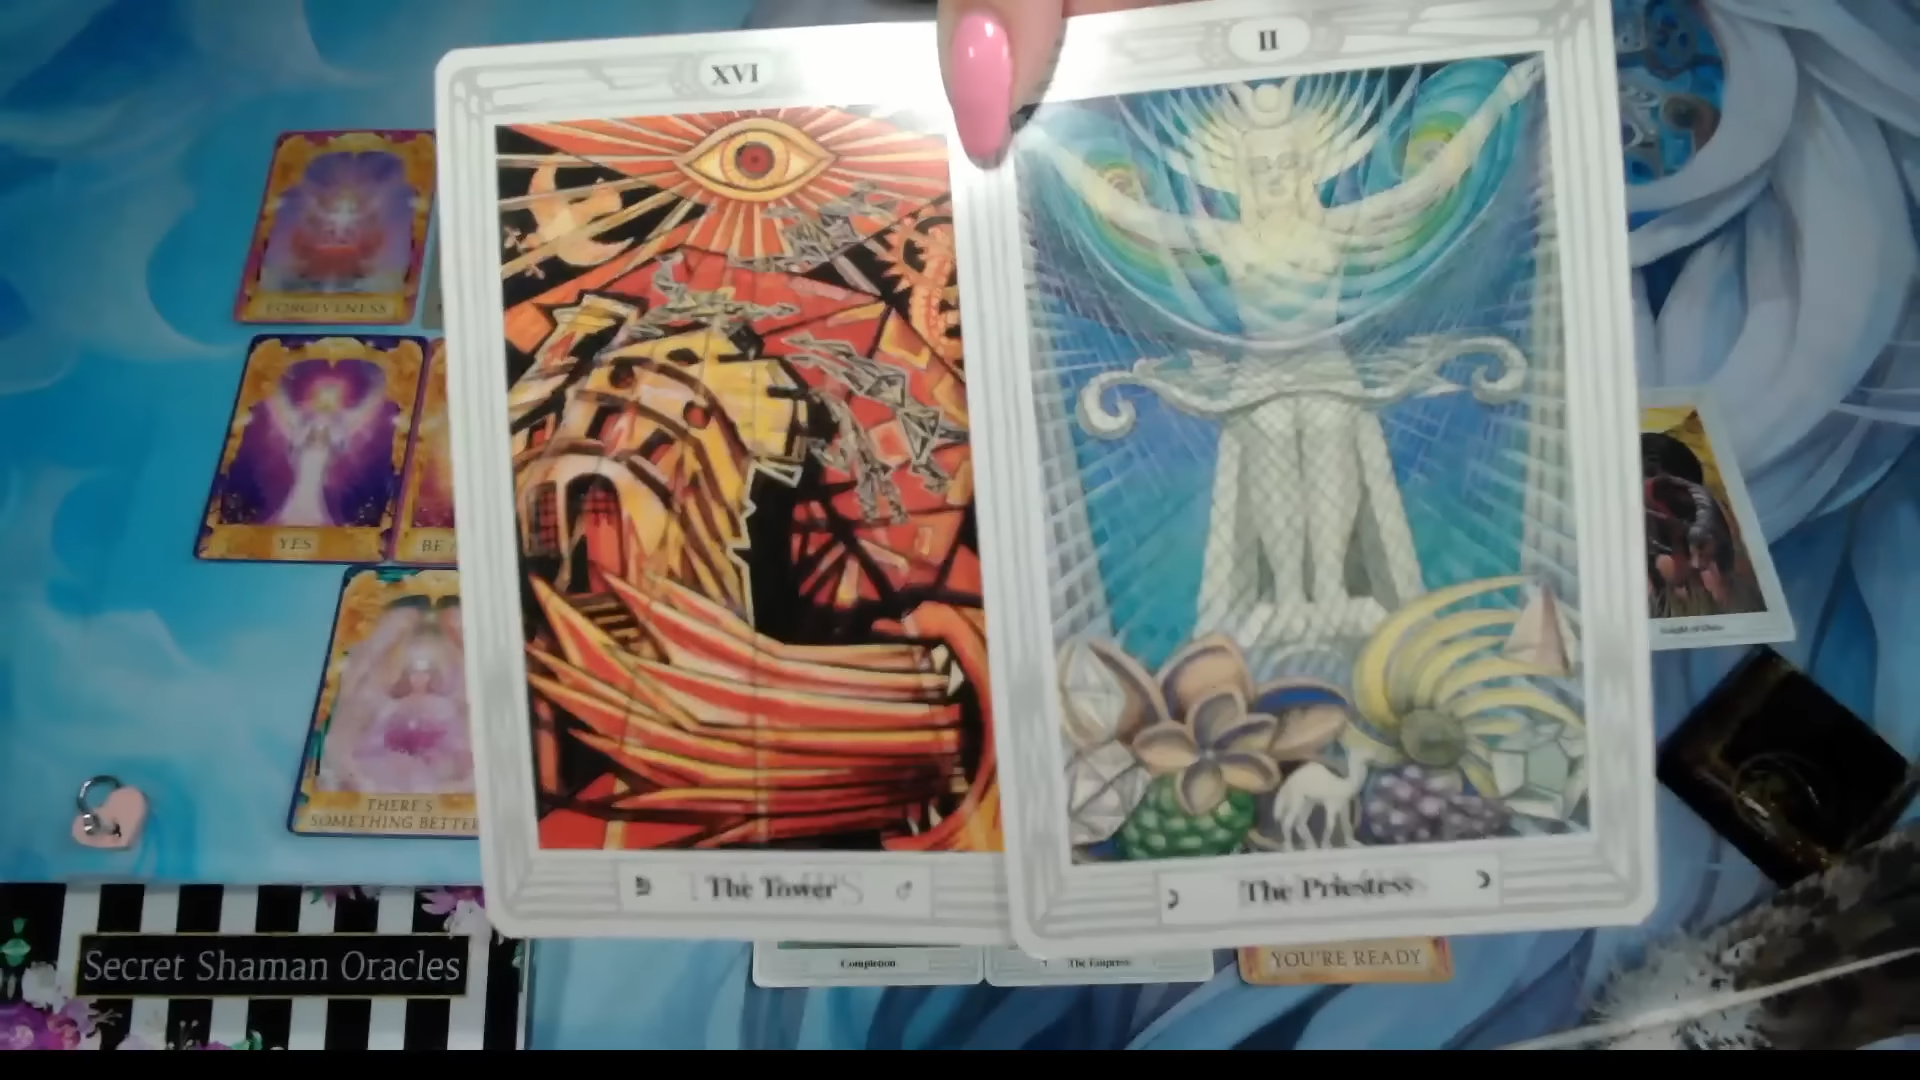 XVI
II
FORGIVENESS
YES
BE
THERE'S
SOMETHING BETTER
The Tower
The Priestess
Secret Shaman Oracles
Completion
The Empress
YOU'RE READY